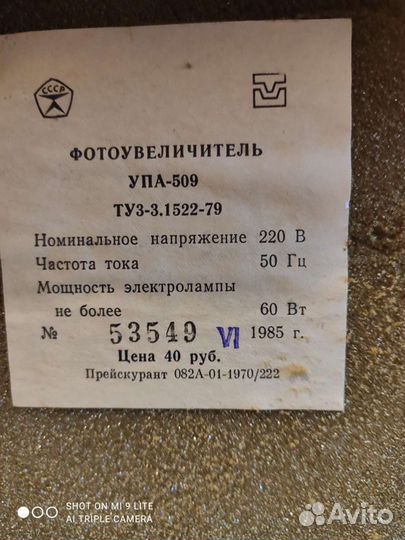 СССР
ФОТОУВЕЛИЧИТЕЛЬ
УПА-509
ТУ3-3.1522-79
Номинальное напряжение 220 В
Частота тока 50 Гц
Мощность электролампы
не более 60 Вт
№ 53549 VI 1985 г.
Цена 40 руб.
Прейскурант 082А-01-1970/222
SHOT ON MI 9 LITE
AI TRIPLE CAMERA
Avito